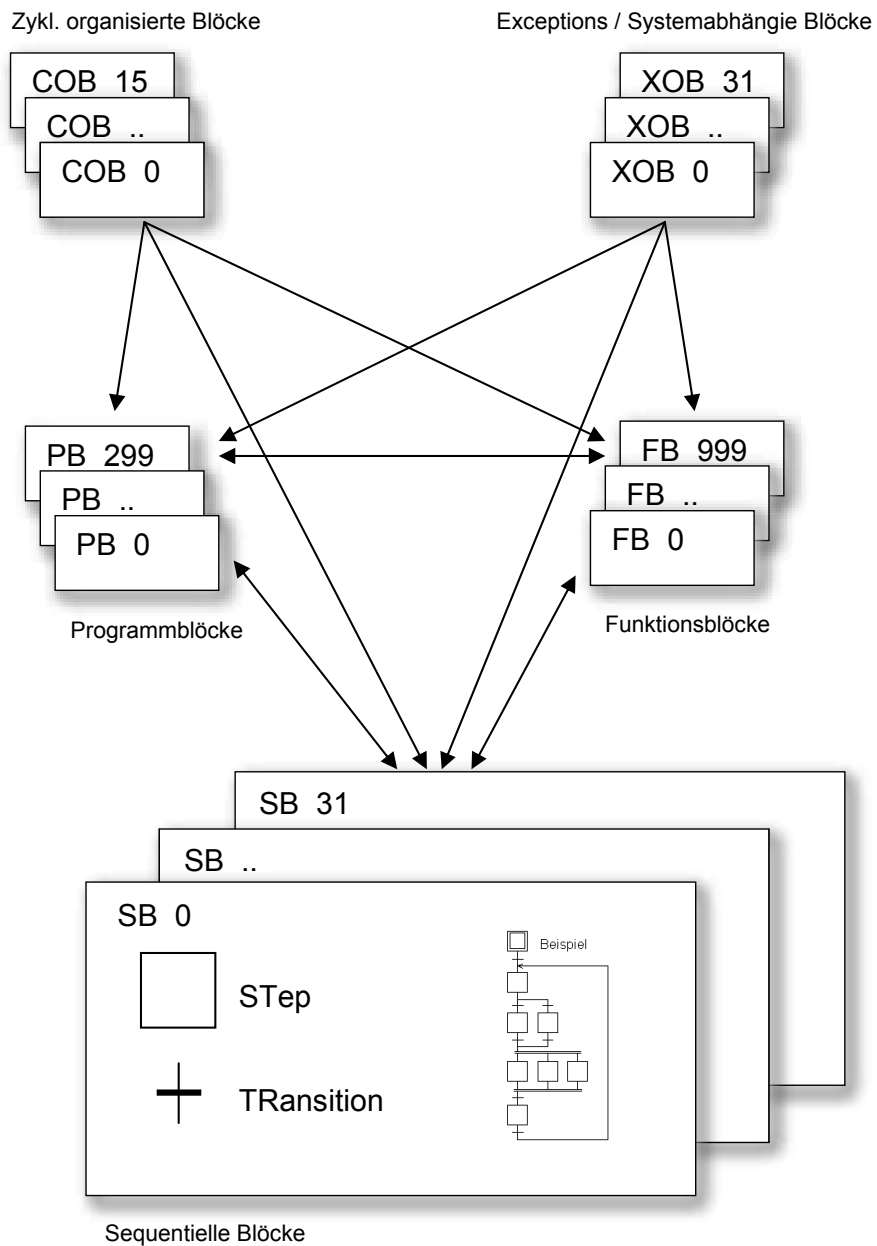 Zykl. organisierte Blöcke
Exceptions / Systemabhängie Blöcke
COB 15
COB ..
COB 0
XOB 31
XOB ..
XOB 0
PB 299
PB ..
PB 0
Programmblöcke
FB 999
FB ..
FB 0
Funktionsblöcke
SB 31
SB ..
SB 0
STep
TRansition
Beispiel
Sequentielle Blöcke